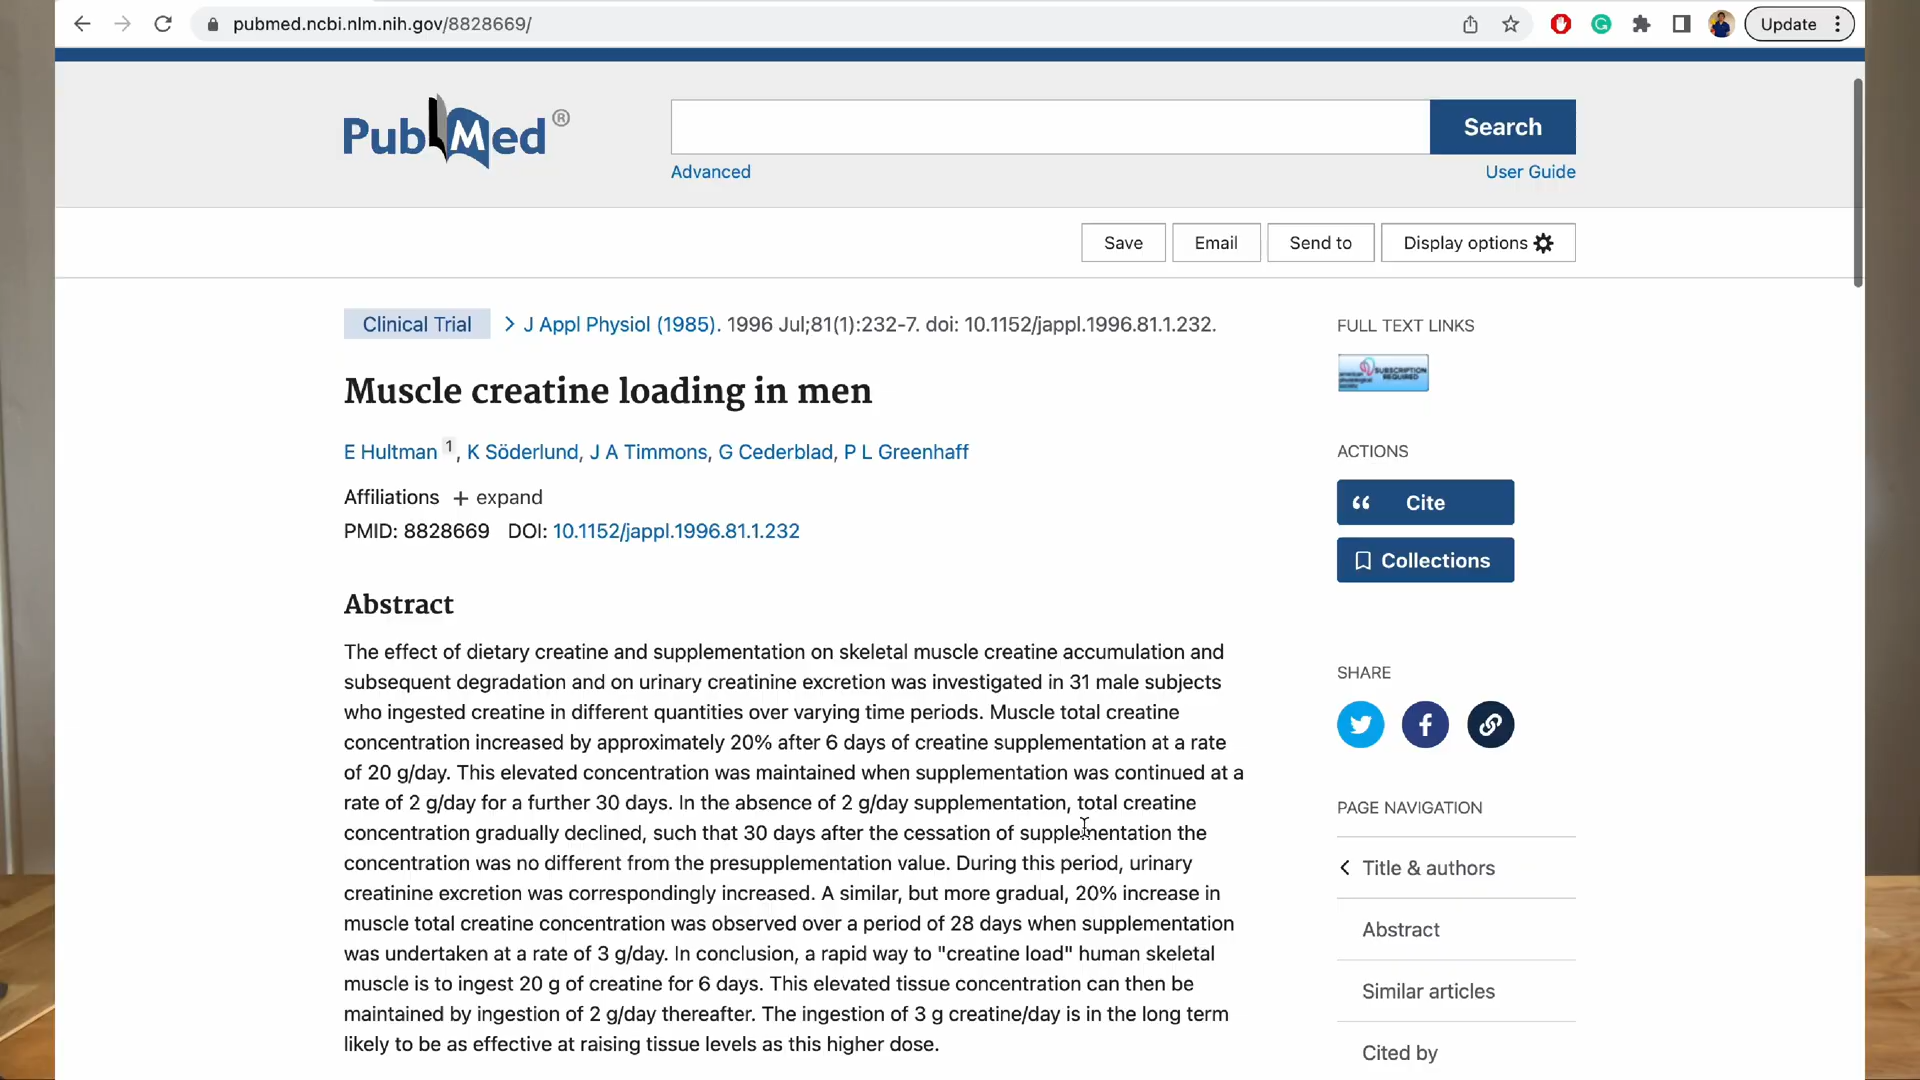 pubmed.ncbi.nlm.nih.gov/8828669/
Update
PubMed®
Search
Advanced
User Guide
Save
Email
Send to
Display options
Clinical Trial
J Appl Physiol (1985). 1996 Jul;81(1):232-7. doi: 10.1152/jappl.1996.81.1.232.
Muscle creatine loading in men
E Hultman 1, K Söderlund, J A Timmons, G Cederblad, P L Greenhaff
Affiliations + expand
PMID: 8828669 DOI: 10.1152/jappl.1996.81.1.232
Abstract
The effect of dietary creatine and supplementation on skeletal muscle creatine accumulation and
subsequent degradation and on urinary creatinine excretion was investigated in 31 male subjects
who ingested creatine in different quantities over varying time periods. Muscle total creatine
concentration increased by approximately 20% after 6 days of creatine supplementation at a rate
of 20 g/day. This elevated concentration was maintained when supplementation was continued at a
rate of 2 g/day for a further 30 days. In the absence of 2 g/day supplementation, total creatine
concentration gradually declined, such that 30 days after the cessation of supplementation the
concentration was no different from the presupplementation value. During this period, urinary
creatinine excretion was correspondingly increased. A similar, but more gradual, 20% increase in
muscle total creatine concentration was observed over a period of 28 days when supplementation
was undertaken at a rate of 3 g/day. In conclusion, a rapid way to "creatine load" human skeletal
muscle is to ingest 20 g of creatine for 6 days. This elevated tissue concentration can then be
maintained by ingestion of 2 g/day thereafter. The ingestion of 3 g creatine/day is in the long term
likely to be as effective at raising tissue levels as this higher dose.
FULL TEXT LINKS
SUBSCRIPTION
REQUIRED
ACTIONS
Cite
Collections
SHARE
PAGE NAVIGATION
Title & authors
Abstract
Similar articles
Cited by